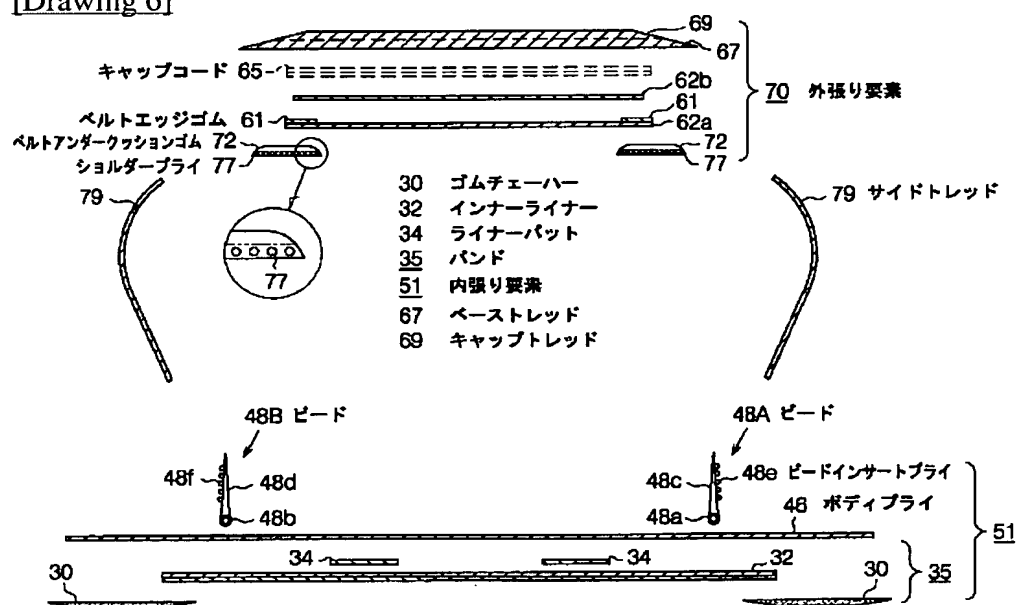 [Drawing 6]
69
67
キャップコード 65
62b
70 外張り要素
ベルトエッジゴム 61
61
62a
ベルトアンダークッションゴム 72
72
ショルダープライ 77
77
79
79 サイドトレッド
77
30 ゴムチェーハー
32 インナーライナー
34 ライナーパット
35 バンド
51 内張り要素
67 ベーストレッド
69 キャップトレッド
48B ビード
48A ビード
48f
48d
48c
48e ビードインサートプライ
48b
48a
46 ボディプライ
51
34
34
32
35
30
30